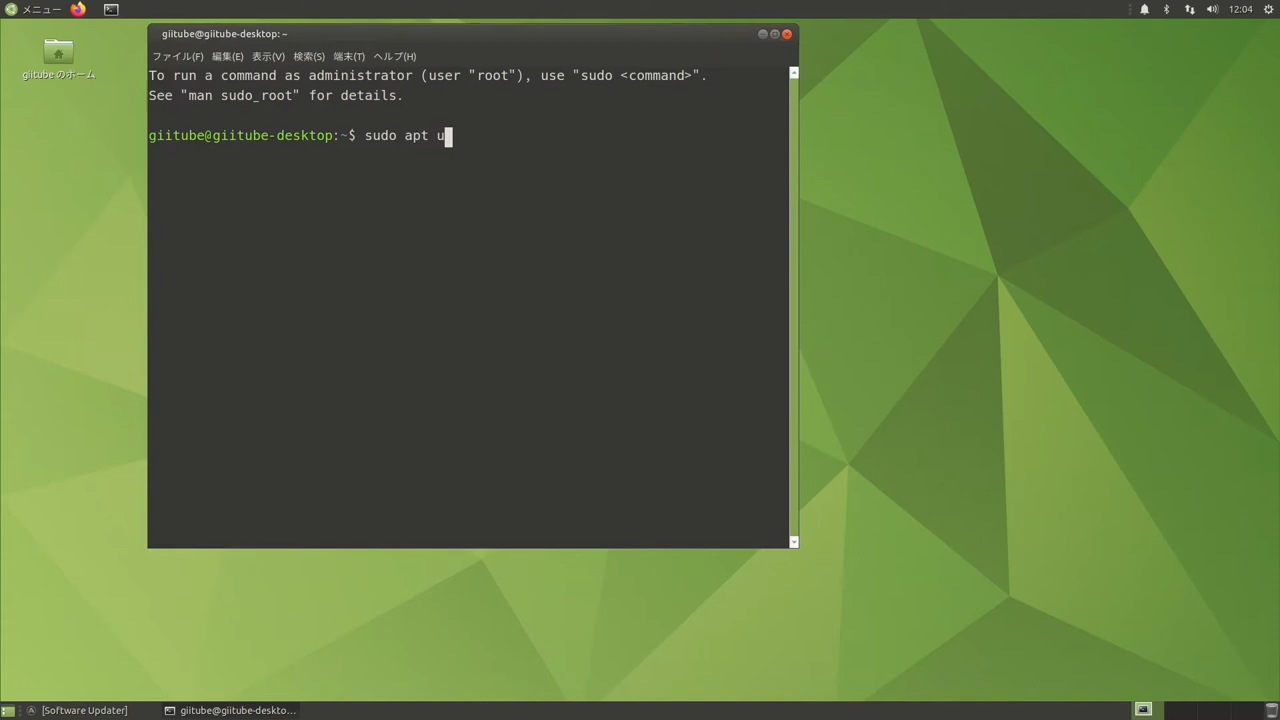 メニュー
12:04
giitube のホーム
giitube@giitube-desktop: ~
ファイル(F) 編集(E) 表示(V) 検索(S) 端末(T) ヘルプ(H)
To run a command as administrator (user "root"), use "sudo <command>".
See "man sudo_root" for details.
giitube@giitube-desktop:~$ sudo apt u
[Software Updater]
giitube@giitube-deskto...